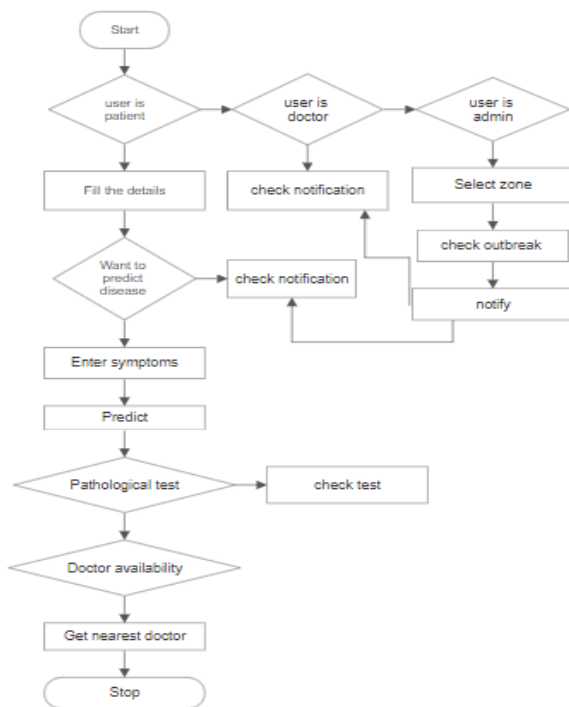 Start
user is
patient
user is
doctor
user is
admin
Fill the details
check notification
Select zone
check outbreak
Want to
predict
disease
check notification
notify
Enter symptoms
Predict
Pathological test
check test
Doctor availability
Get nearest doctor
Stop